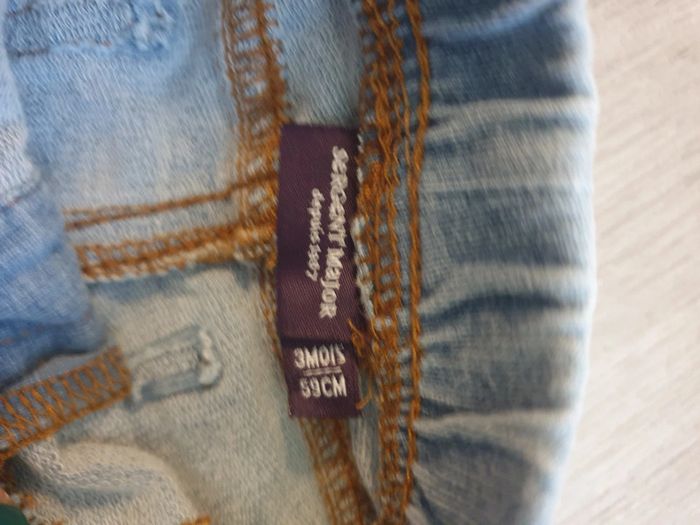 SERGENT MAJOR
depuis 1987
3MOIS
59CM